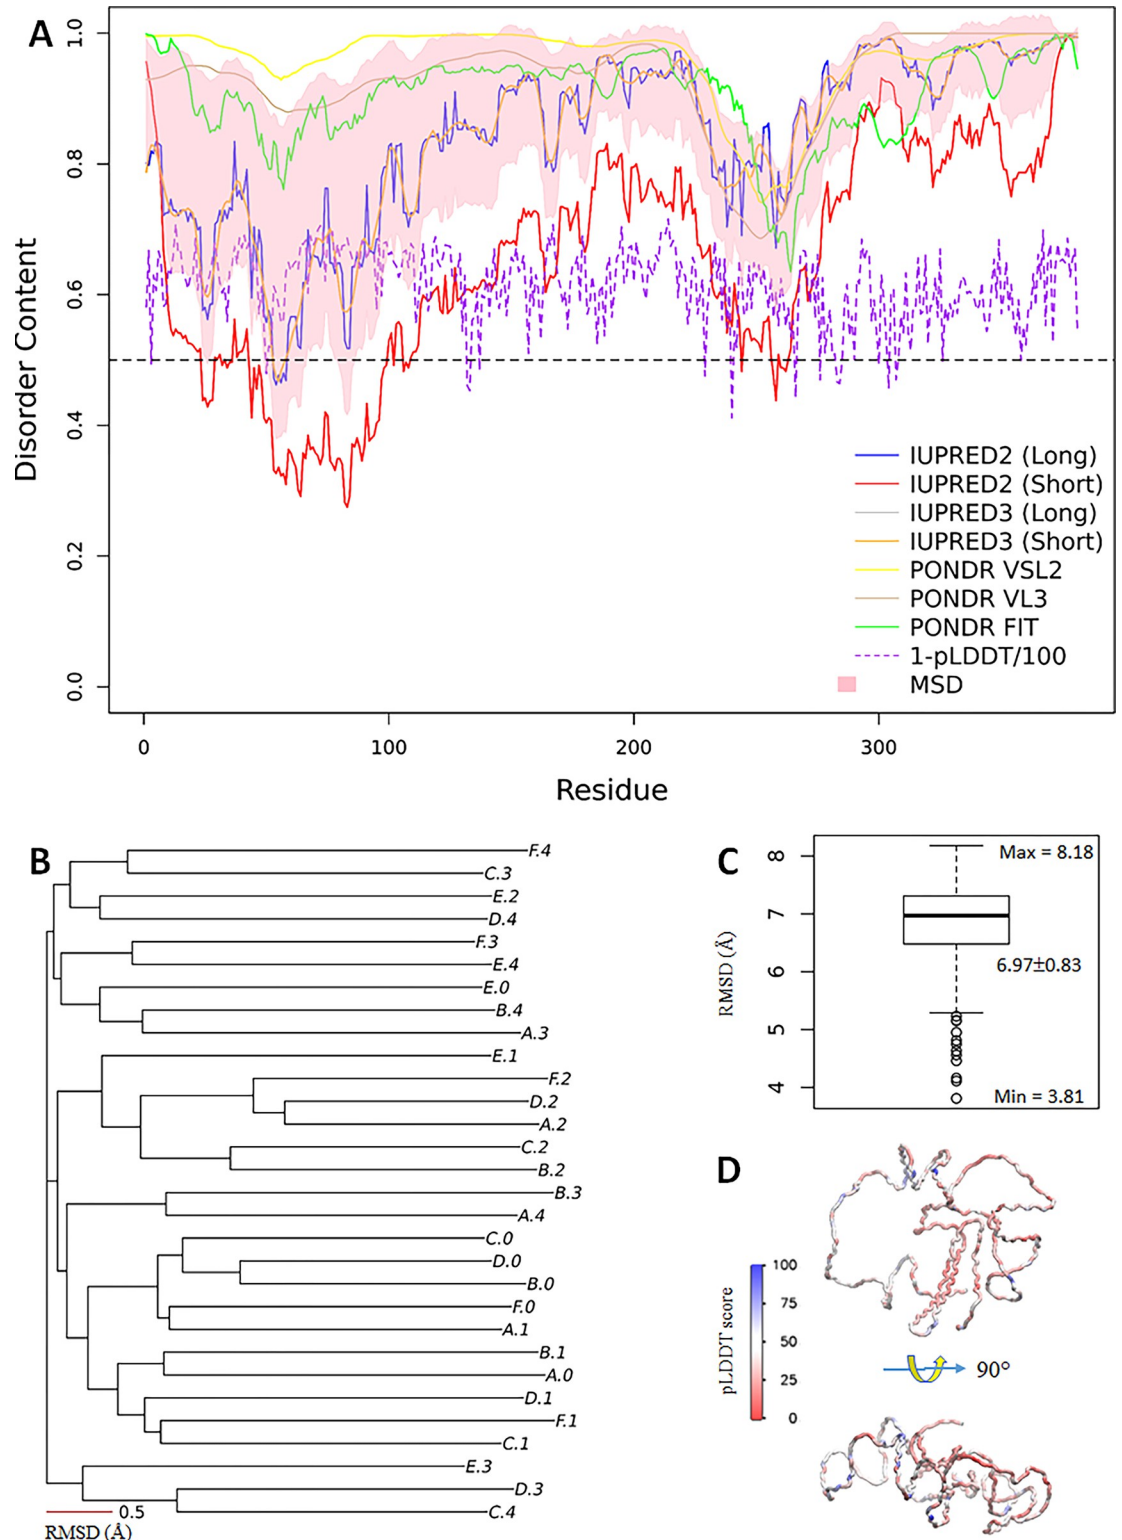 A
Disorder Content
1.0
0.8
0.6
0.4
0.2
0.0
IUPRED2 (Long)
IUPRED2 (Short)
IUPRED3 (Long)
IUPRED3 (Short)
PONDR VSL2
PONDR VL3
PONDR FIT
1-pLDDT/100
MSD
0 100 200 300
Residue
B
F.4
C.3
E.2
D.4
F.3
E.4
E.0
B.4
A.3
E.1
F.2
D.2
A.2
C.2
B.2
B.3
A.4
C.0
D.0
B.0
F.0
A.1
B.1
A.0
D.1
F.1
C.1
E.3
D.3
C.4
0.5
RMSD (Å)
C
RMSD (Å)
8
7
6
5
4
Max = 8.18
6.97±0.83
Min = 3.81
D
pLDDT score
100
75
50
25
0
90°